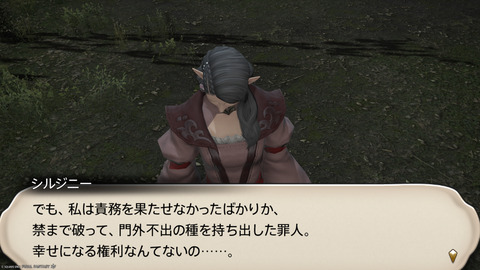 シルジニー
でも、私は責務を果たせなかったばかりか、
禁まで破って、門外不出の種を持ち出した罪人。
幸せになる権利なんてないの……。